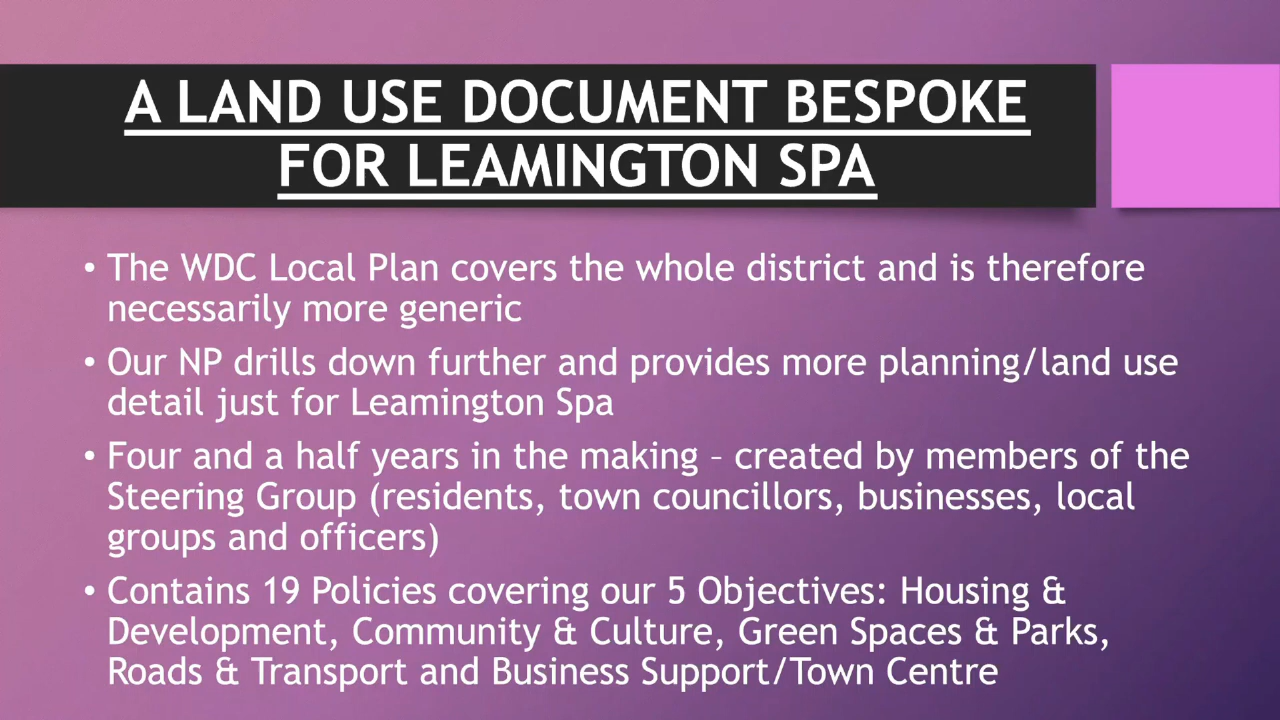 A LAND USE DOCUMENT BESPOKE
FOR LEAMINGTON SPA
• The WDC Local Plan covers the whole district and is therefore
necessarily more generic
• Our NP drills down further and provides more planning/land use
detail just for Leamington Spa
• Four and a half years in the making – created by members of the
Steering Group (residents, town councillors, businesses, local
groups and officers)
• Contains 19 Policies covering our 5 Objectives: Housing &
Development, Community & Culture, Green Spaces & Parks,
Roads & Transport and Business Support/Town Centre